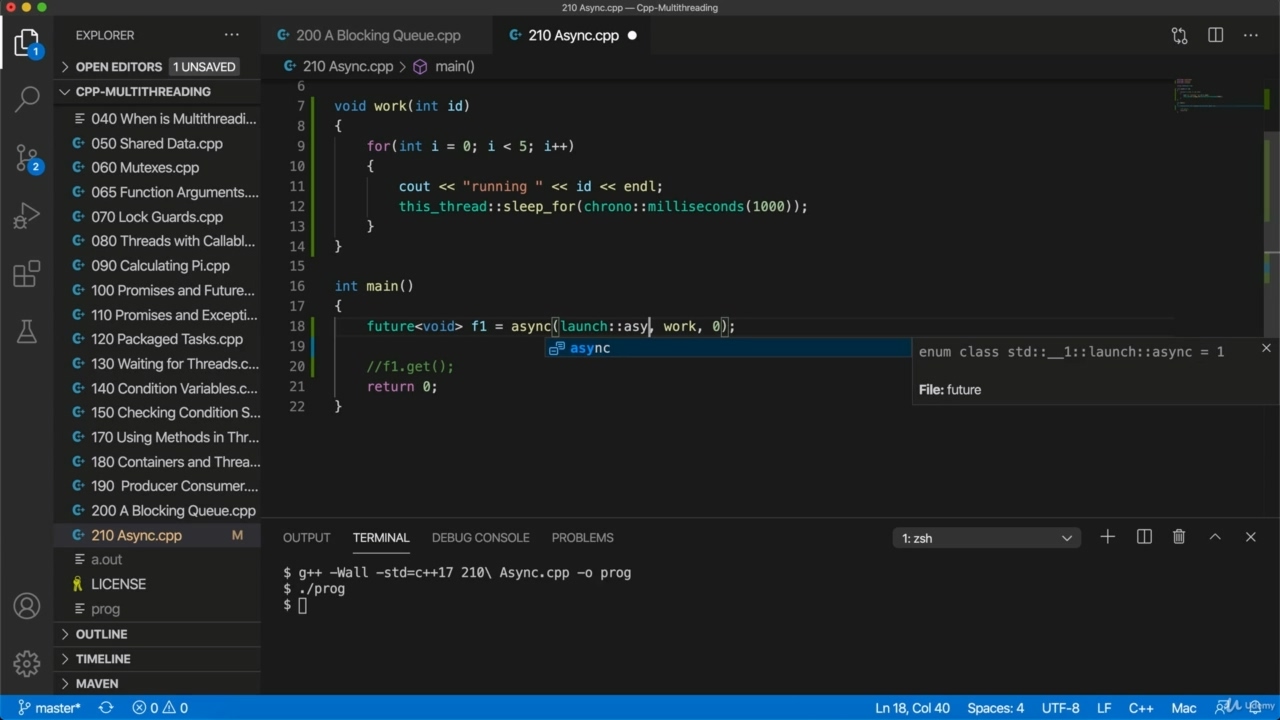 210 Async.cpp — Cpp-Multithreading
EXPLORER
200 A Blocking Queue.cpp
210 Async.cpp
OPEN EDITORS 1 UNSAVED
210 Async.cpp > main()
CPP-MULTITHREADING
040 When is Multithreadi...
050 Shared Data.cpp
060 Mutexes.cpp
065 Function Arguments....
070 Lock Guards.cpp
080 Threads with Callabl...
090 Calculating Pi.cpp
100 Promises and Future...
110 Promises and Excepti...
120 Packaged Tasks.cpp
130 Waiting for Threads.c...
140 Condition Variables.c...
150 Checking Condition S...
170 Using Methods in Thr...
180 Containers and Threa...
190 Producer Consumer....
200 A Blocking Queue.cpp
210 Async.cpp M
a.out
LICENSE
prog
OUTLINE
TIMELINE
MAVEN
1
2
6
7 void work(int id)
8 {
9 for(int i = 0; i < 5; i++)
10 {
11 cout << "running " << id << endl;
12 this_thread::sleep_for(chrono::milliseconds(1000));
13 }
14 }
15
16 int main()
17 {
18 future<void> f1 = async(launch::asy, work, 0);
19
20 //f1.get();
21 return 0;
22 }
async
enum class std::__1::launch::async = 1
File: future
OUTPUT TERMINAL DEBUG CONSOLE PROBLEMS 1: zsh
$ g++ -Wall -std=c++17 210\ Async.cpp -o prog
$ ./prog
$
master* 0 0 Ln 18, Col 40 Spaces: 4 UTF-8 LF C++ Mac
Udemy